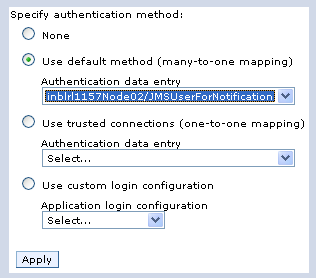 Specify authentication method:
None
Use default method (many-to-one mapping)
Authentication data entry
inblrl1157Node02/JMSUserForNotification
Use trusted connections (one-to-one mapping)
Authentication data entry
Select...
Use custom login configuration
Application login configuration
Select...
Apply